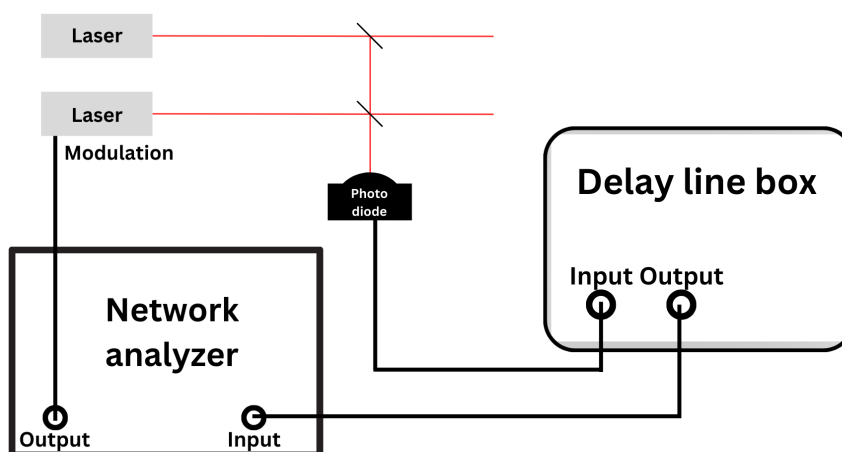 Laser
Laser
Modulation
Photo
diode
Delay line box
Input Output
Network
analyzer
Output
Input